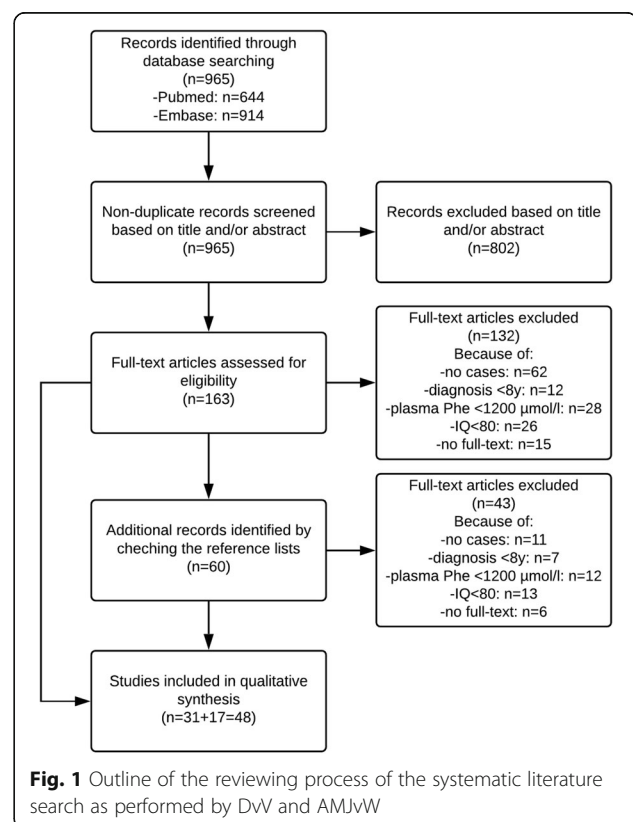 Records identified through
database searching
(n=965)
-Pubmed: n=644
-Embase: n=914
Non-duplicate records screened
based on title and/or abstract
(n=965)
Records excluded based on title
and/or abstract
(n=802)
Full-text articles assessed for
eligibility
(n=163)
Full-text articles excluded
(n=132)
Because of:
-no cases: n=62
-diagnosis <8y: n=12
-plasma Phe <1200 μmol/l: n=28
-IQ<80: n=26
-no full-text: n=15
Additional records identified by
cheching the reference lists
(n=60)
Full-text articles excluded
(n=43)
Because of:
-no cases: n=11
-diagnosis <8y: n=7
-plasma Phe <1200 μmol/l: n=12
-IQ<80: n=13
-no full-text: n=6
Studies included in qualitative
synthesis
(n=31+17=48)
Fig. 1 Outline of the reviewing process of the systematic literature
search as performed by DvV and AMJvW